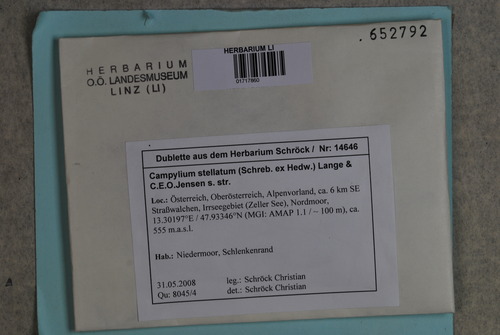 HERBARIUM
O.Ö. LANDESMUSEUM
LINZ (LI)
HERBARIUM LI
01717860
.652792
Dublette aus dem Herbarium Schröck / Nr: 14646
Campylium stellatum (Schreb. ex Hedw.) Lange &
C.E.O.Jensen s. str.
Loc.: Österreich, Oberösterreich, Alpenvorland, ca. 6 km SE
Straßwalchen, Irrseegebiet (Zeller See), Nordmoor,
13.30197°E / 47.93346°N (MGI: AMAP 1.1 / ~ 100 m), ca.
555 m.a.s.l.
Hab.: Niedermoor, Schlenkenrand
31.05.2008 leg.: Schröck Christian
Qu: 8045/4 det.: Schröck Christian